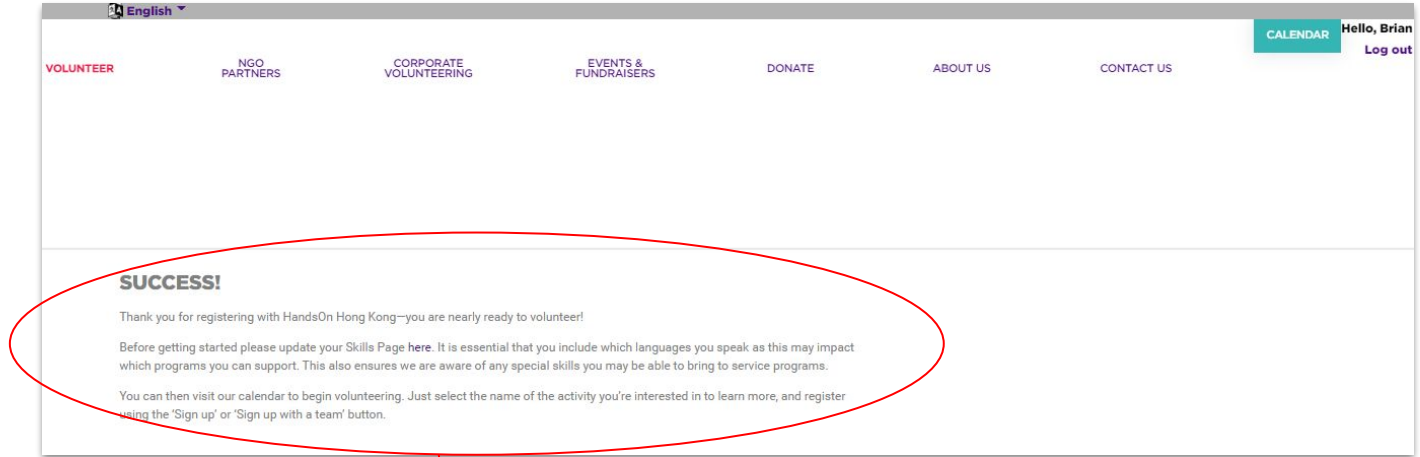 English
CALENDAR
Hello, Brian
Log out
VOLUNTEER
NGO
PARTNERS
CORPORATE
VOLUNTEERING
EVENTS &
FUNDRAISERS
DONATE
ABOUT US
CONTACT US
SUCCESS!
Thank you for registering with HandsOn Hong Kong—you are nearly ready to volunteer!
Before getting started please update your Skills Page here. It is essential that you include which languages you speak as this may impact
which programs you can support. This also ensures we are aware of any special skills you may be able to bring to service programs.
You can then visit our calendar to begin volunteering. Just select the name of the activity you're interested in to learn more, and register
using the 'Sign up' or 'Sign up with a team' button.